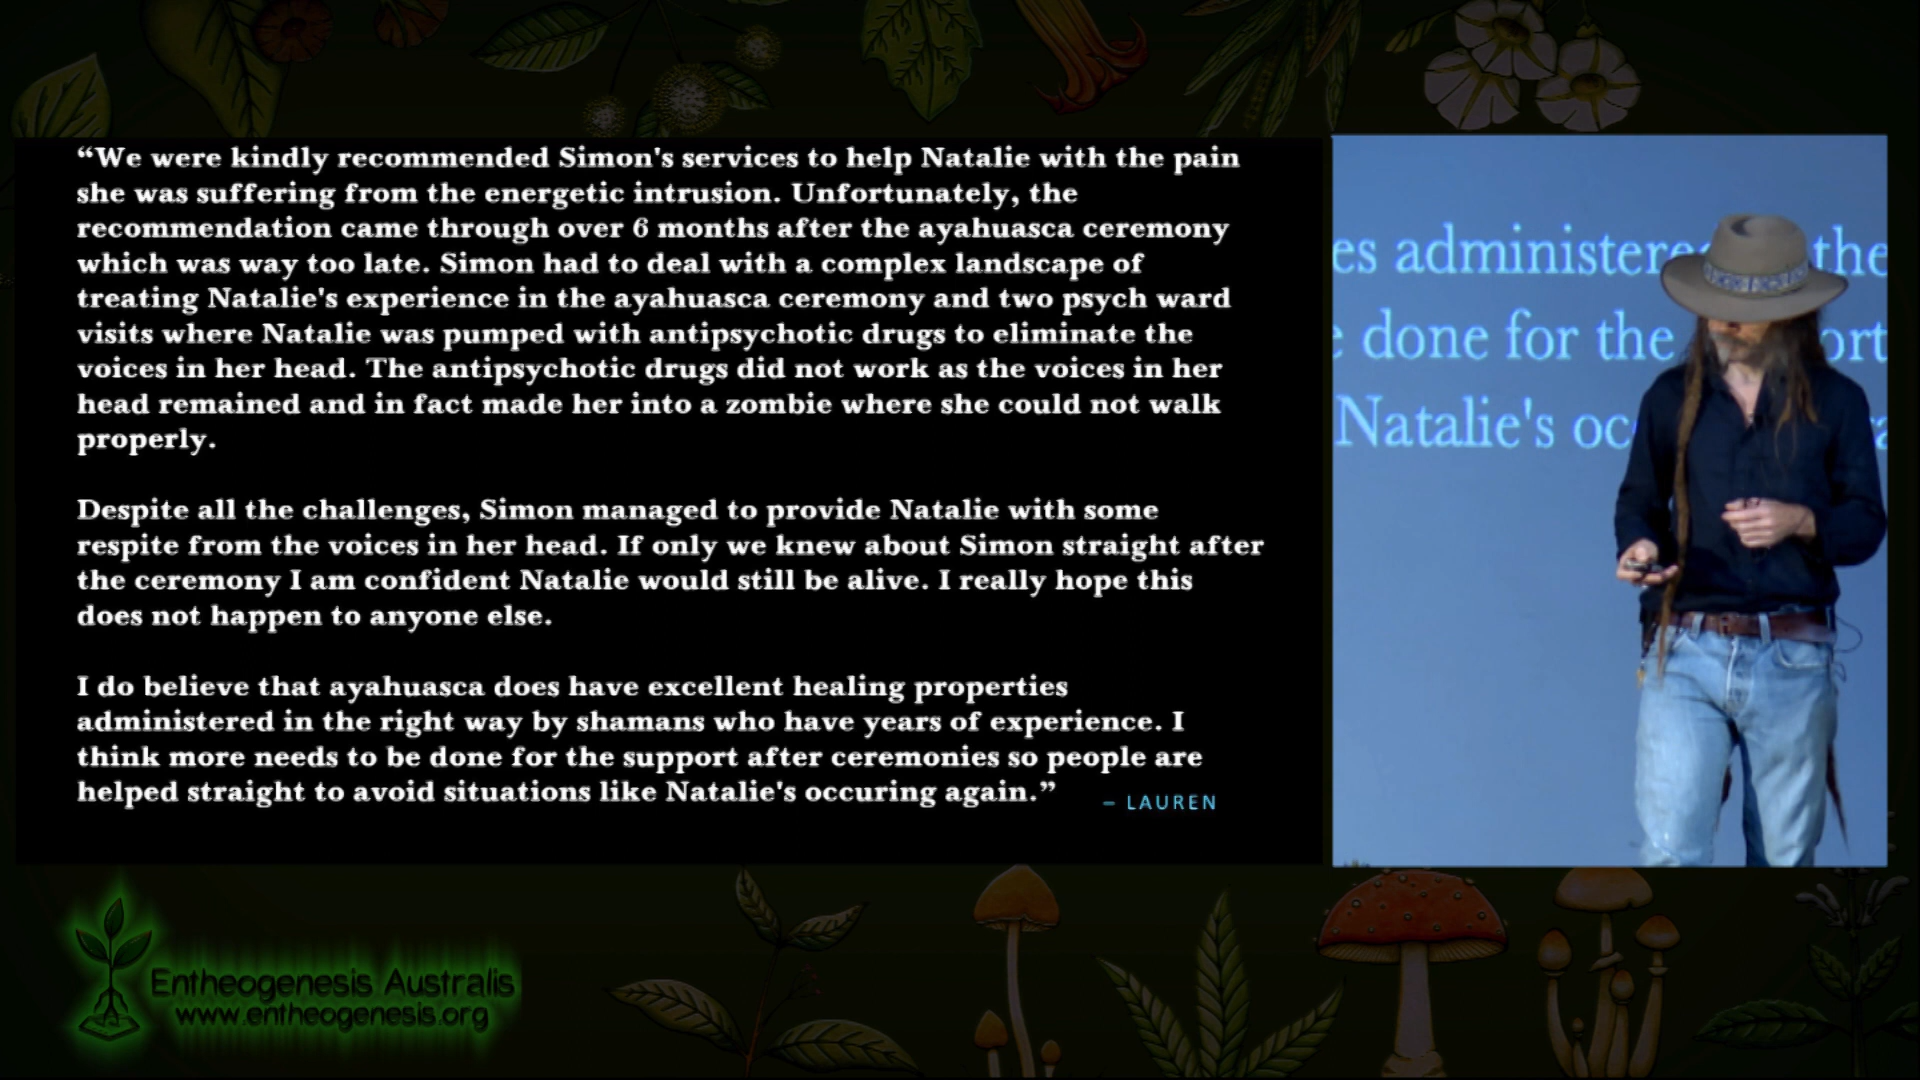 “We were kindly recommended Simon's services to help Natalie with the pain
she was suffering from the energetic intrusion. Unfortunately, the
recommendation came through over 6 months after the ayahuasca ceremony
which was way too late. Simon had to deal with a complex landscape of
treating Natalie's experience in the ayahuasca ceremony and two psych ward
visits where Natalie was pumped with antipsychotic drugs to eliminate the
voices in her head. The antipsychotic drugs did not work as the voices in her
head remained and in fact made her into a zombie where she could not walk
properly.
Despite all the challenges, Simon managed to provide Natalie with some
respite from the voices in her head. If only we knew about Simon straight after
the ceremony I am confident Natalie would still be alive. I really hope this
does not happen to anyone else.
I do believe that ayahuasca does have excellent healing properties
administered in the right way by shamans who have years of experience. I
think more needs to be done for the support after ceremonies so people are
helped straight to avoid situations like Natalie's occuring again.”
– LAUREN
es administere the
done for the ort
Natalie's oc
Entheogenesis Australis
www.entheogenesis.org